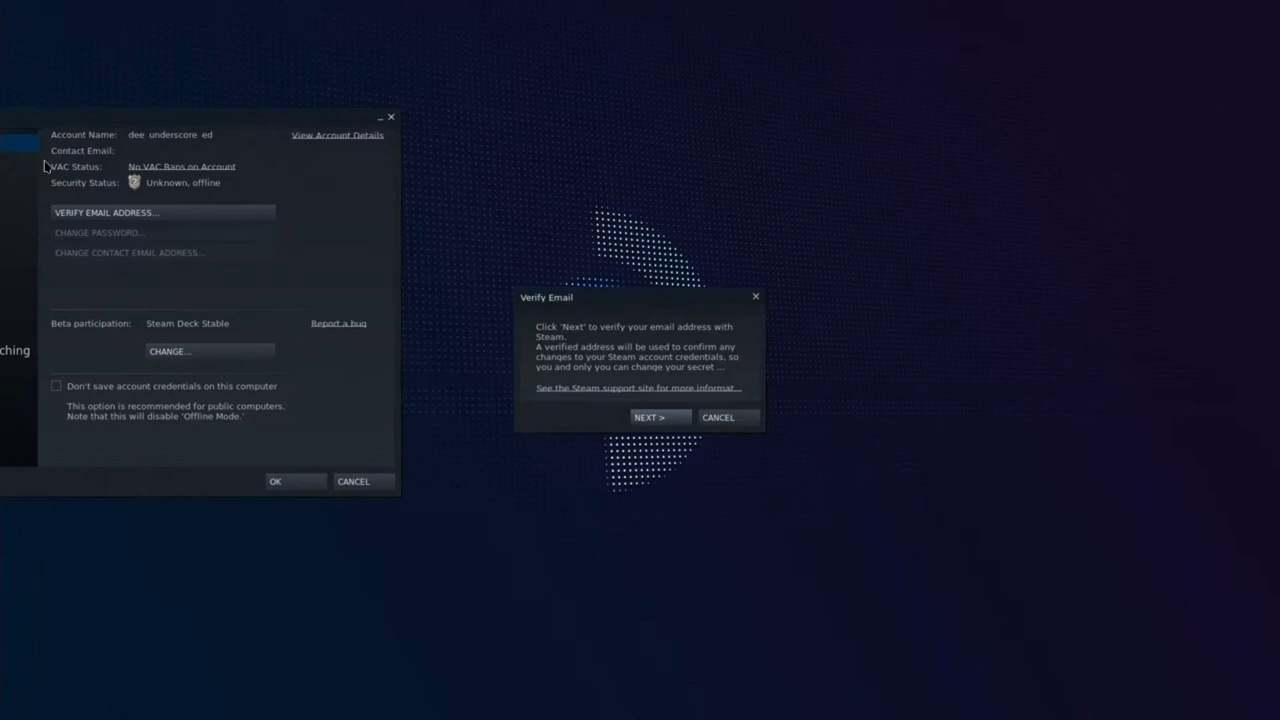 Account Name: dee underscore ed View Account Details
Contact Email:
VAC Status: No VAC Bans on Account
Security Status: Unknown, offline
VERIFY EMAIL ADDRESS...
CHANGE PASSWORD...
CHANGE CONTACT EMAIL ADDRESS...
Beta participation: Steam Deck Stable Report a bug
ching
CHANGE...
Don't save account credentials on this computer
This option is recommended for public computers.
Note that this will disable 'Offline Mode.'
OK CANCEL
Verify Email
Click 'Next' to verify your email address with
Steam.
A verified address will be used to confirm any
changes to your Steam account credentials, so
you and only you can change your secret ...
See the Steam support site for more informat...
NEXT > CANCEL